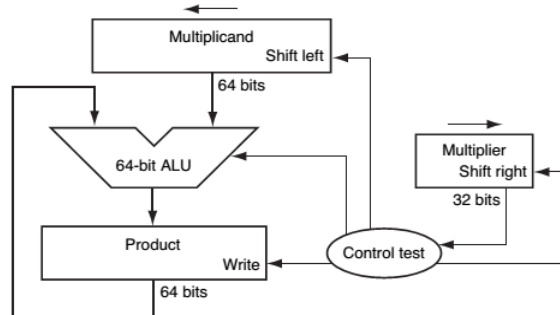 Multiplicand
Shift left
64 bits
64-bit ALU
Multiplier
Shift right
32 bits
Product
Write
Control test
64 bits